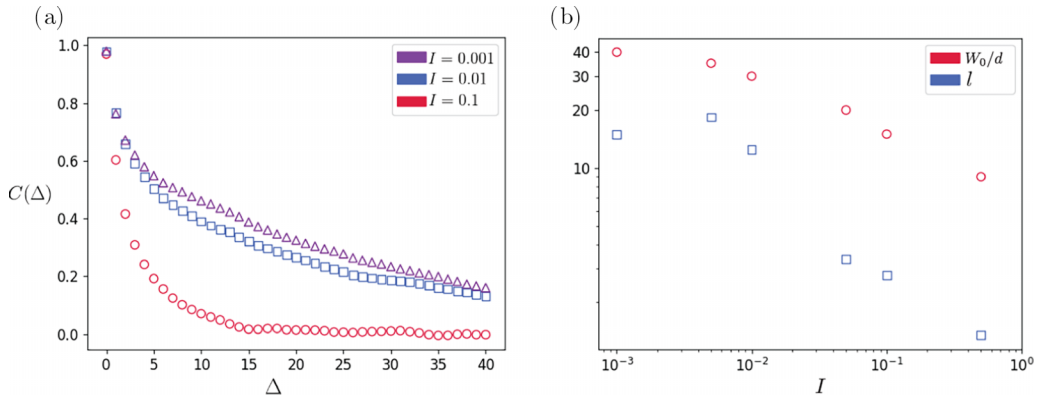 (a)
C(Δ)
1.0
0.8
0.6
0.4
0.2
0.0
I = 0.001
I = 0.01
I = 0.1
0 5 10 15 20 25 30 35 40
Δ
(b)
40
30
20
10
W₀/d
l
10⁻³ 10⁻² 10⁻¹ 10⁰
I